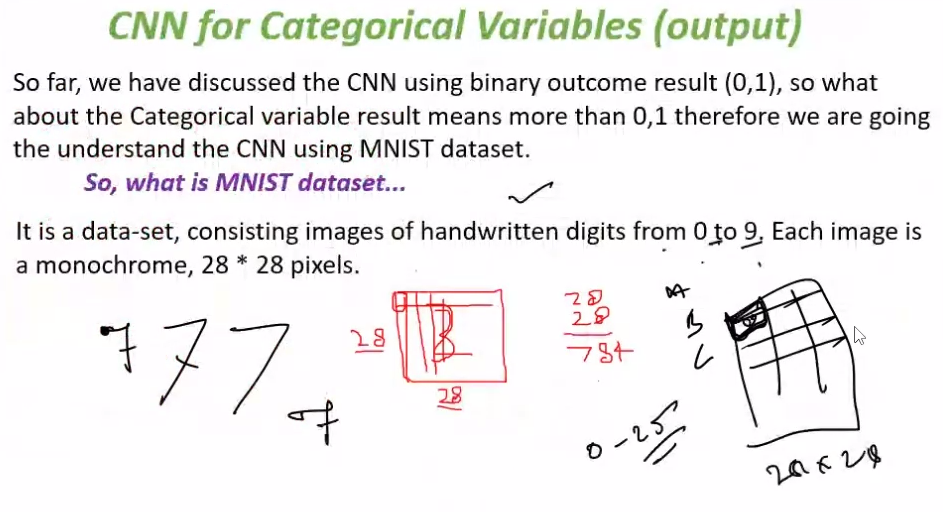 CNN for Categorical Variables (output)
So far, we have discussed the CNN using binary outcome result (0,1), so what
about the Categorical variable result means more than 0,1 therefore we are going
the understand the CNN using MNIST dataset.
So, what is MNIST dataset...
It is a data-set, consisting images of handwritten digits from 0 to 9. Each image is
a monochrome, 28 * 28 pixels.
7 7 7 7
28
28
28
28
784
A
B
C
0-25
28 x 28